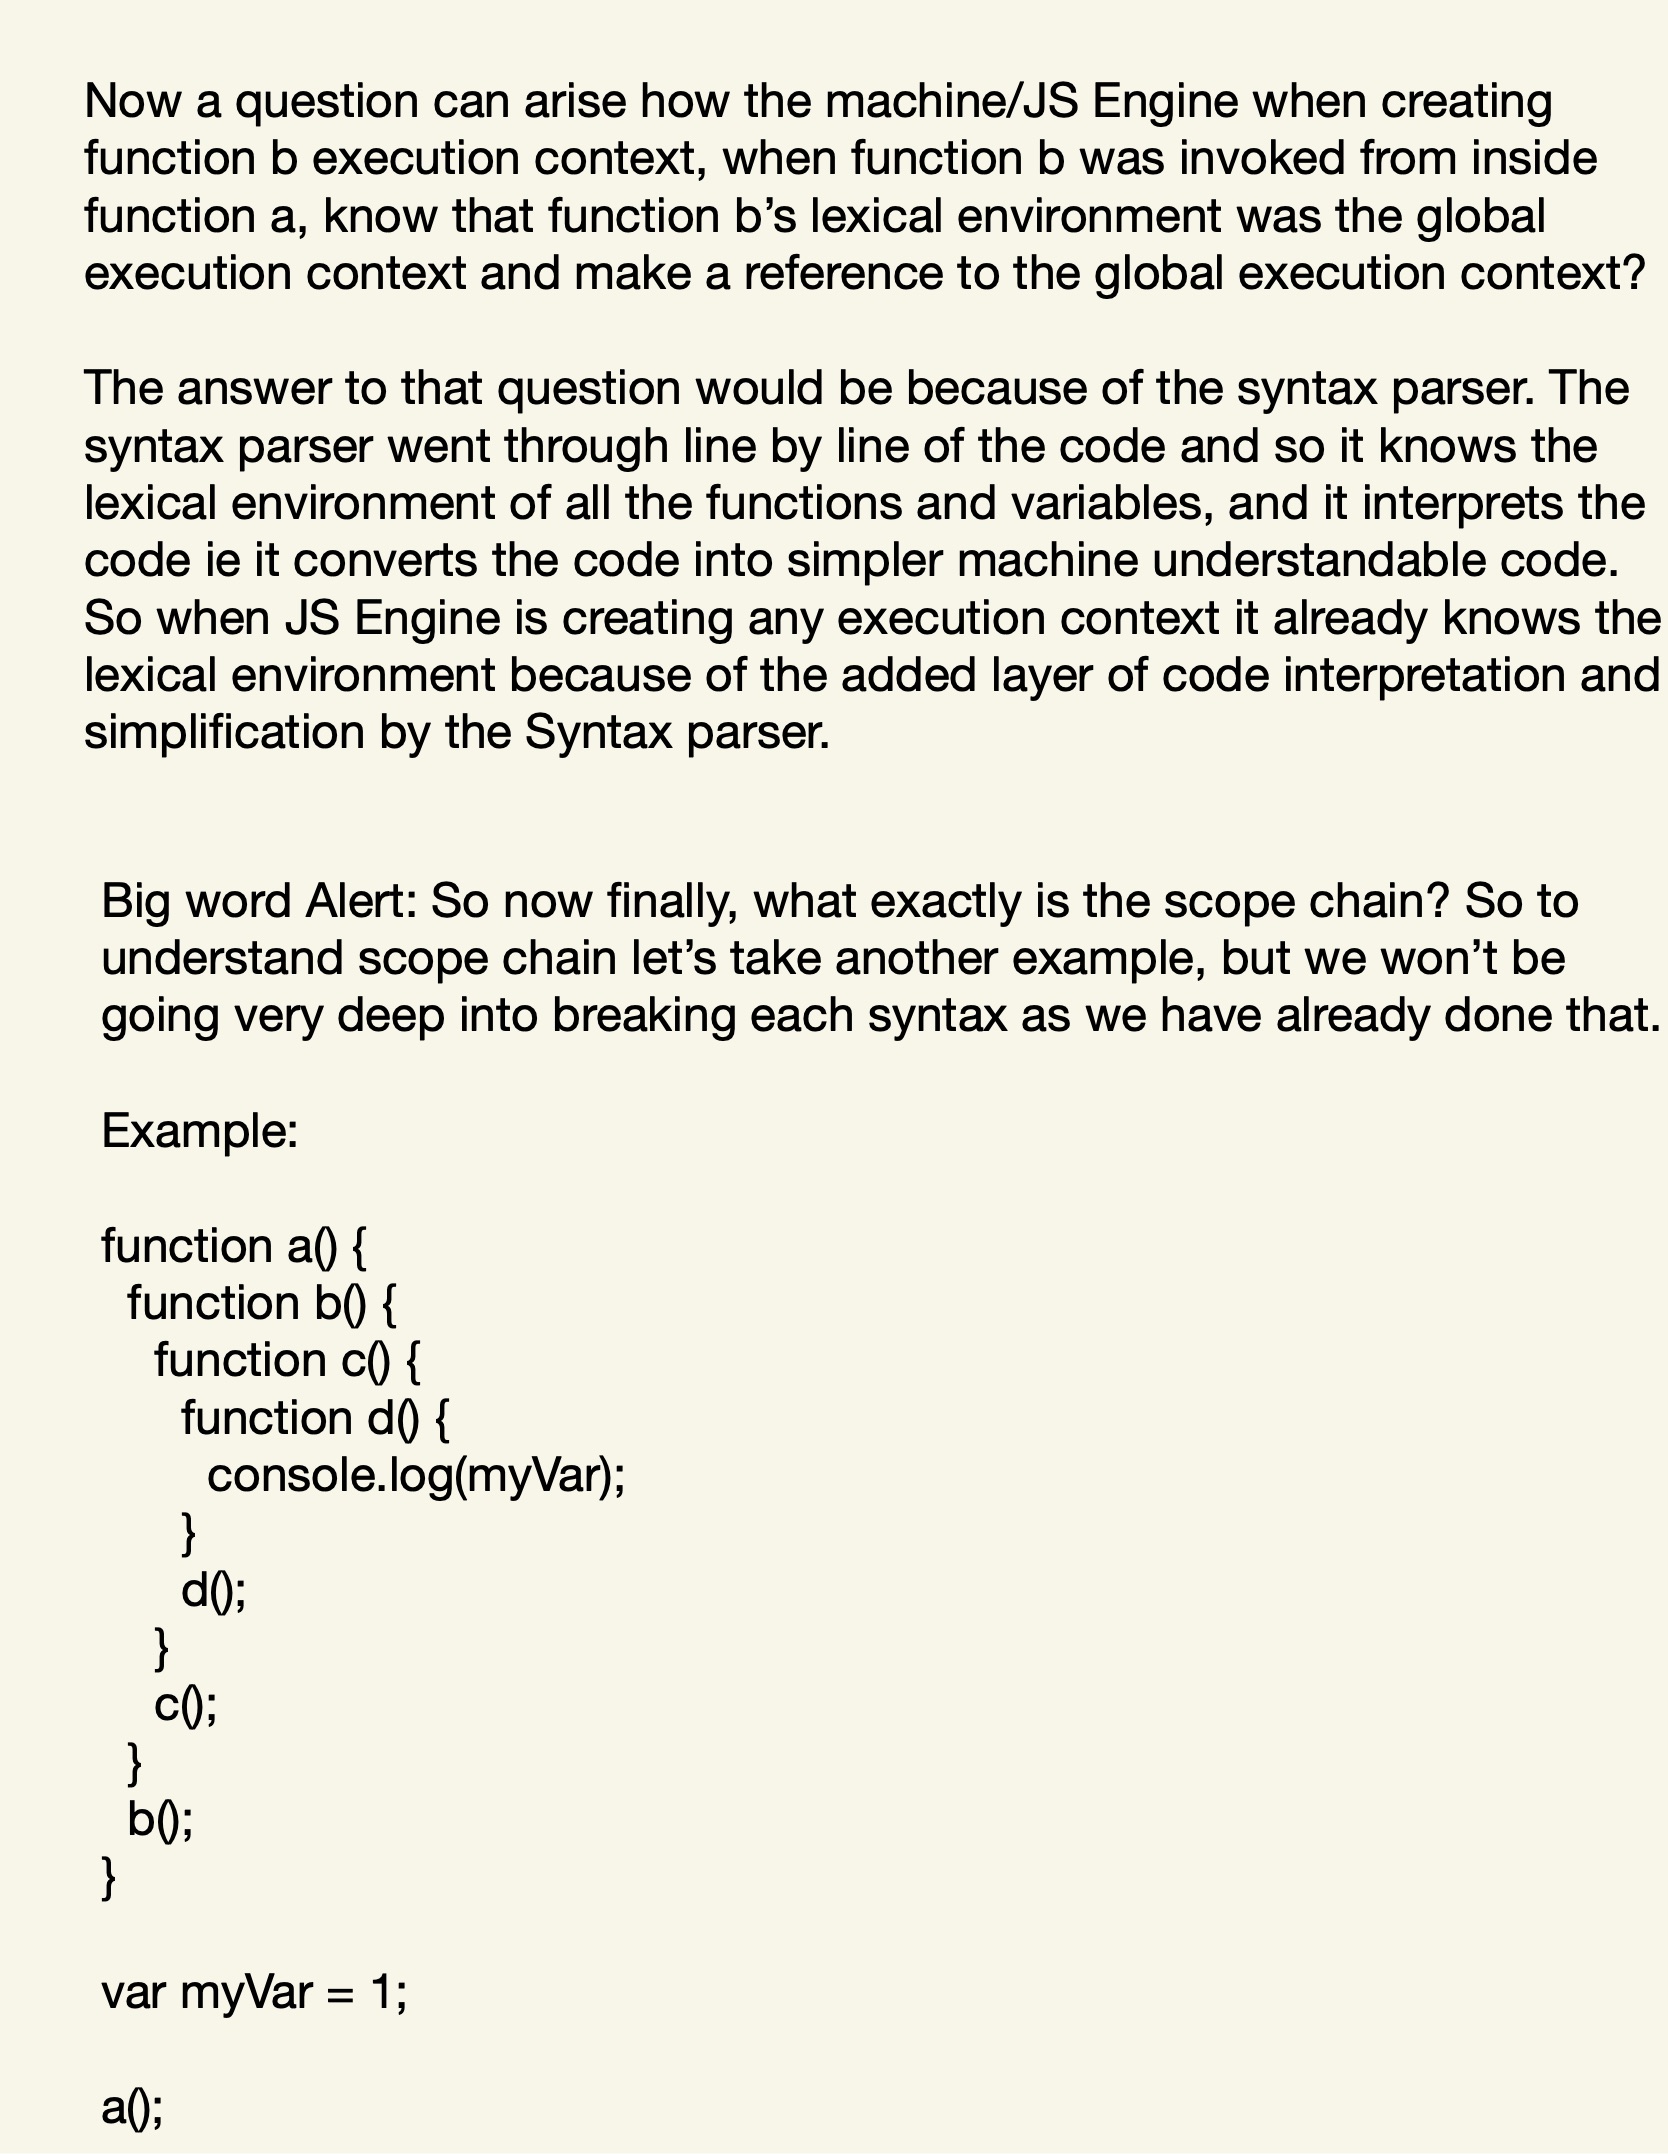 Now a question can arise how the machine/JS Engine when creating
function b execution context, when function b was invoked from inside
function a, know that function b’s lexical environment was the global
execution context and make a reference to the global execution context?
The answer to that question would be because of the syntax parser. The
syntax parser went through line by line of the code and so it knows the
lexical environment of all the functions and variables, and it interprets the
code ie it converts the code into simpler machine understandable code.
So when JS Engine is creating any execution context it already knows the
lexical environment because of the added layer of code interpretation and
simplification by the Syntax parser.
Big word Alert: So now finally, what exactly is the scope chain? So to
understand scope chain let’s take another example, but we won’t be
going very deep into breaking each syntax as we have already done that.
Example:
function a() {
function b() {
function c() {
function d() {
console.log(myVar);
}
d();
}
c();
}
b();
}
var myVar = 1;
a();